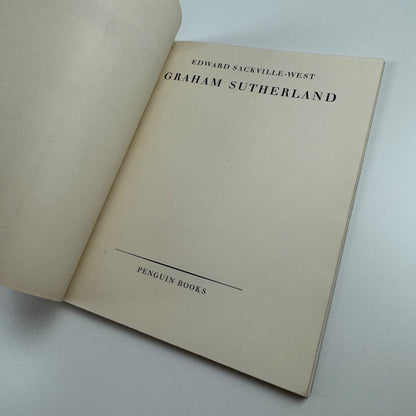 EDWARD SACKVILLE-WEST
GRAHAM SUTHERLAND
PENGUIN BOOKS